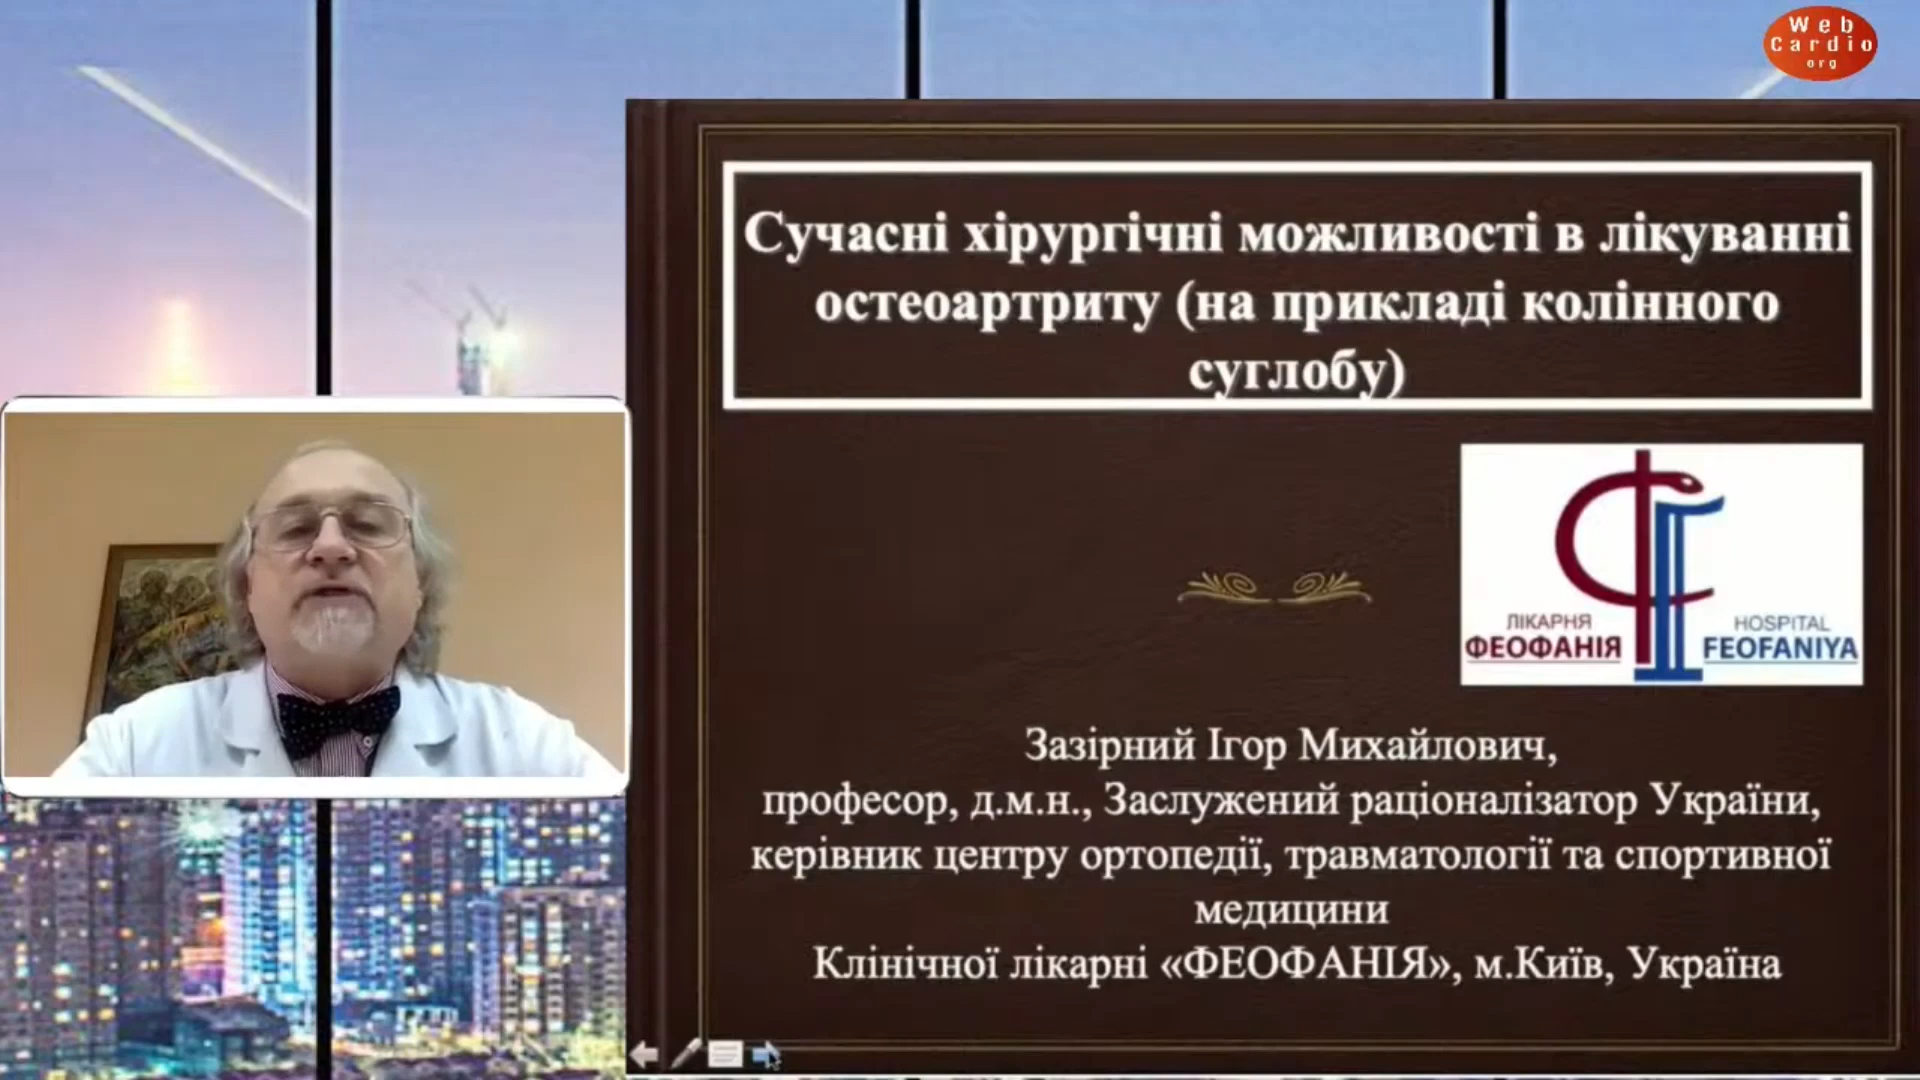 Web
Cardio
org
Сучасні хірургічні можливості в лікуванні
остеоартриту (на прикладі колінного
суглобу)
ЛІКАРНЯ
ФЕОФАНІЯ
HOSPITAL
FEOFANIYA
Зазірний Ігор Михайлович,
професор, д.м.н., Заслужений раціоналізатор України,
керівник центру ортопедії, травматології та спортивної
медицини
Клінічної лікарні «ФЕОФАНІЯ», м.Київ, Україна